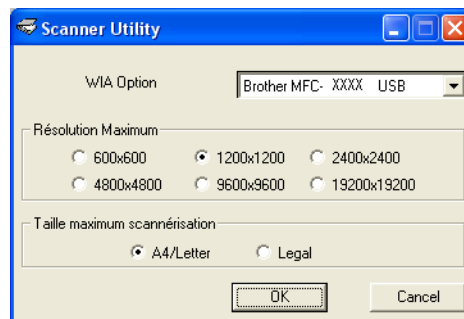 Scanner Utility
WIA Option Brother MFC- XXXX USB
Résolution Maximum
600x600 1200x1200 2400x2400
4800x4800 9600x9600 19200x19200
Taille maximum scannérisation
A4/Letter Legal
OK Cancel